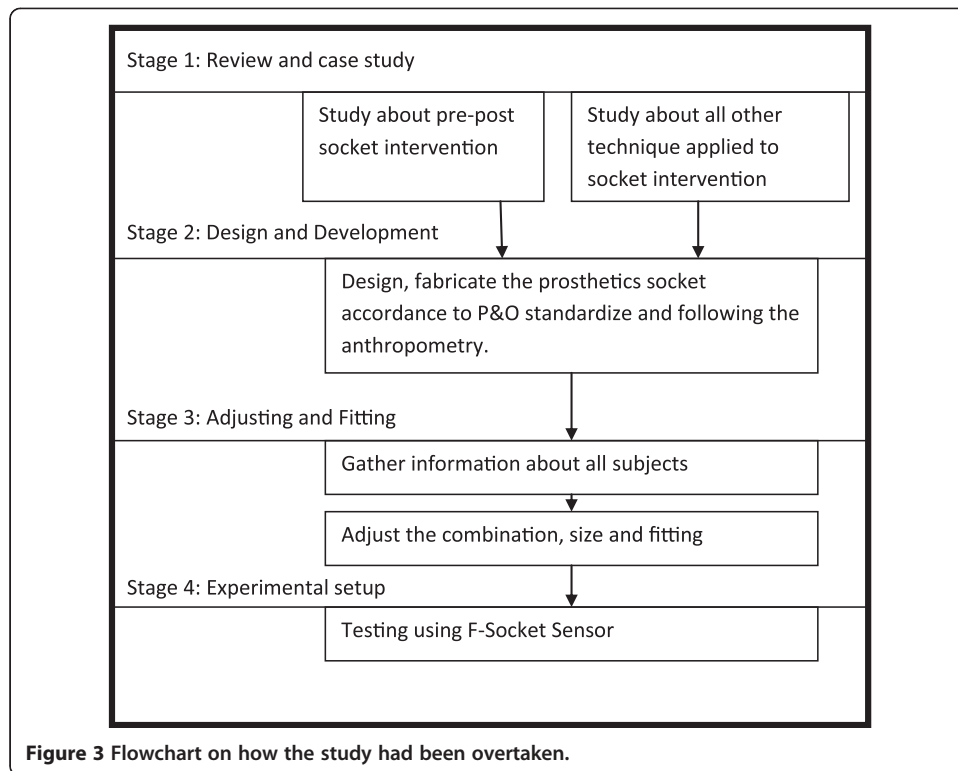 Stage 1: Review and case study
Study about pre-post
socket intervention
Study about all other
technique applied to
socket intervention
Stage 2: Design and Development
Design, fabricate the prosthetics socket
accordance to P&O standardize and following the
anthropometry.
Stage 3: Adjusting and Fitting
Gather information about all subjects
Adjust the combination, size and fitting
Stage 4: Experimental setup
Testing using F-Socket Sensor
Figure 3 Flowchart on how the study had been overtaken.